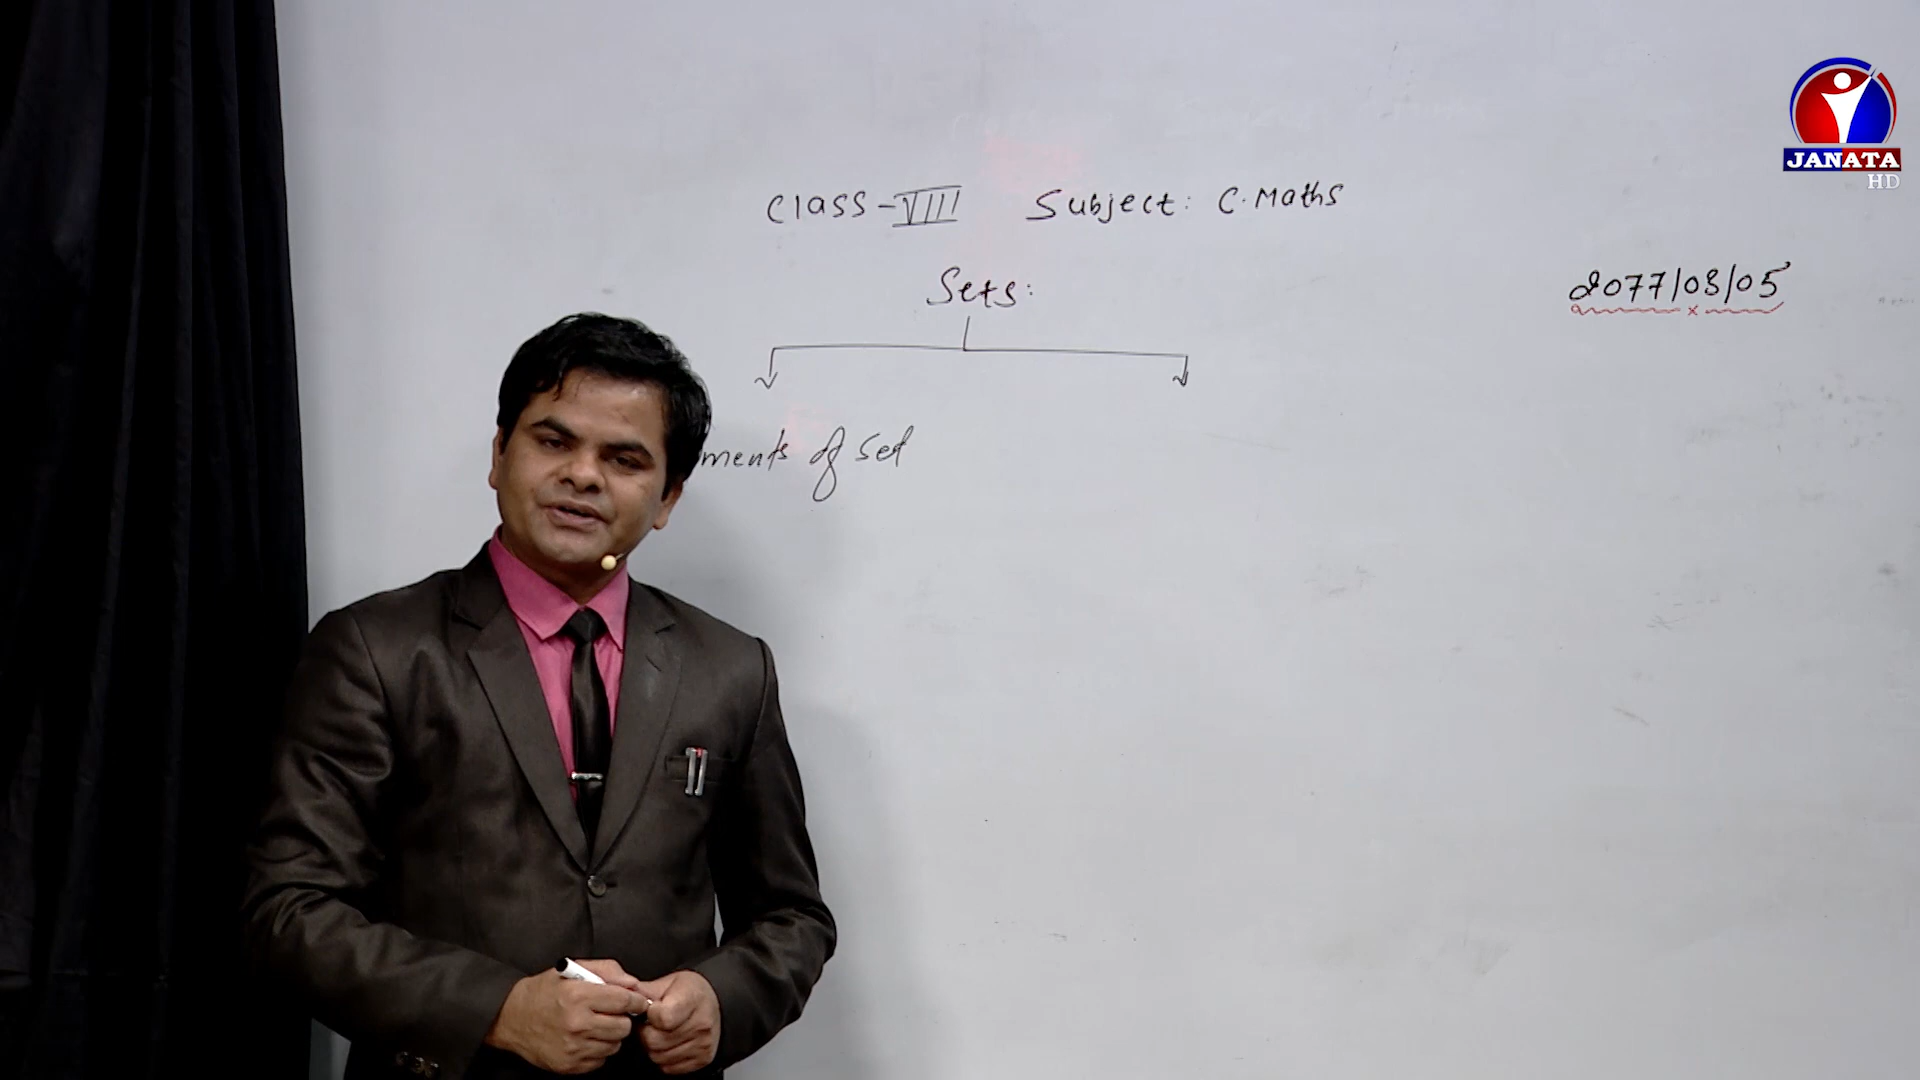 JANATA
HD
Class-VIII Subject: C.Maths
Sets:
2077/08/05
ments of set